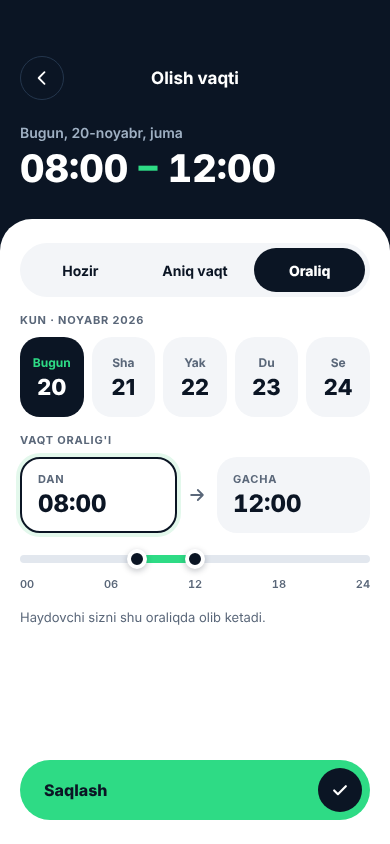 Olish vaqti
Bugun, 20-noyabr, juma
08:00 – 12:00
Hozir Aniq vaqt Oraliq
KUN · NOYABR 2026
Bugun Sha Yak Du Se
20 21 22 23 24
VAQT ORALIG'I
DAN GACHA
08:00 → 12:00
00 06 12 18 24
Haydovchi sizni shu oraliqda olib ketadi.
Saqlash